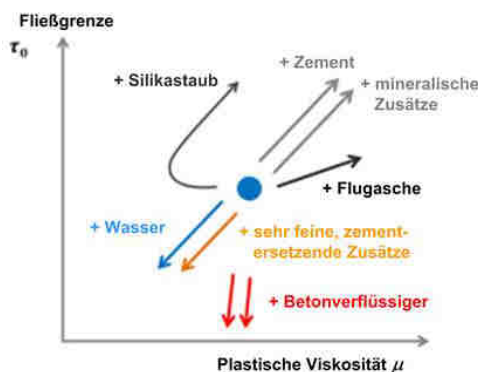 Fließgrenze
τ₀
+ Zement
+ Silikastaub
+ mineralische
Zusätze
+ Flugasche
+ Wasser
+ sehr feine, zement-
ersetzende Zusätze
+ Betonverflüssiger
Plastische Viskosität μ